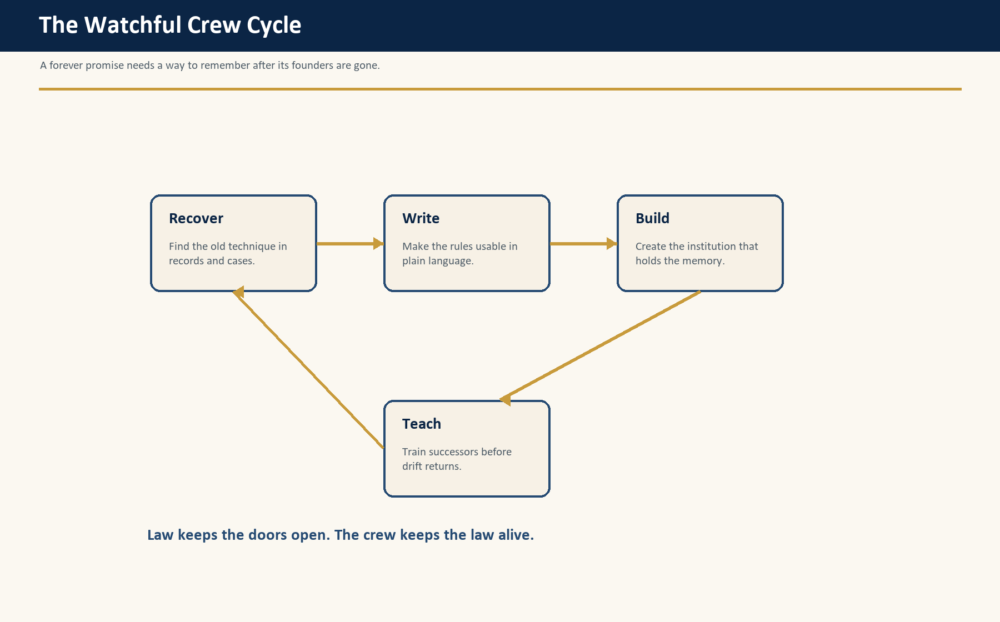 The Watchful Crew Cycle
A forever promise needs a way to remember after its founders are gone.
Recover
Find the old technique in
records and cases.
Write
Make the rules usable in
plain language.
Build
Create the institution that
holds the memory.
Teach
Train successors before
drift returns.
Law keeps the doors open. The crew keeps the law alive.